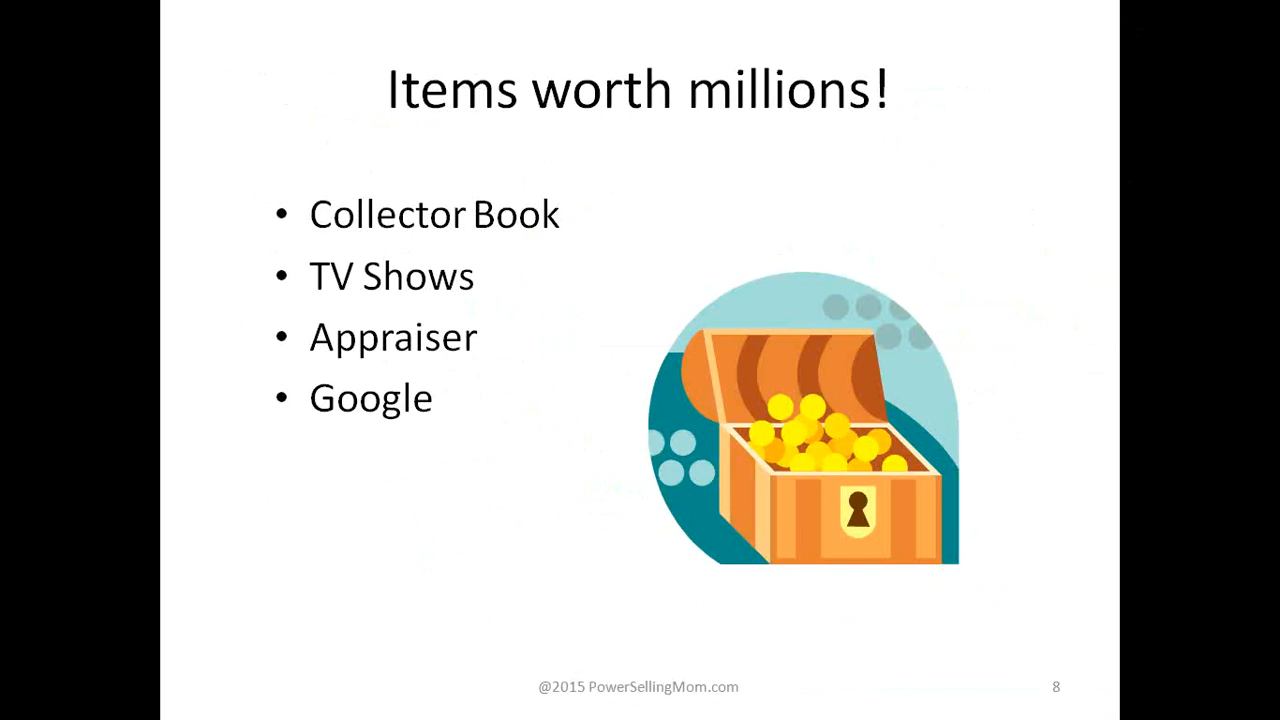 Items worth millions!
• Collector Book
• TV Shows
• Appraiser
• Google
@2015 PowerSellingMom.com
8